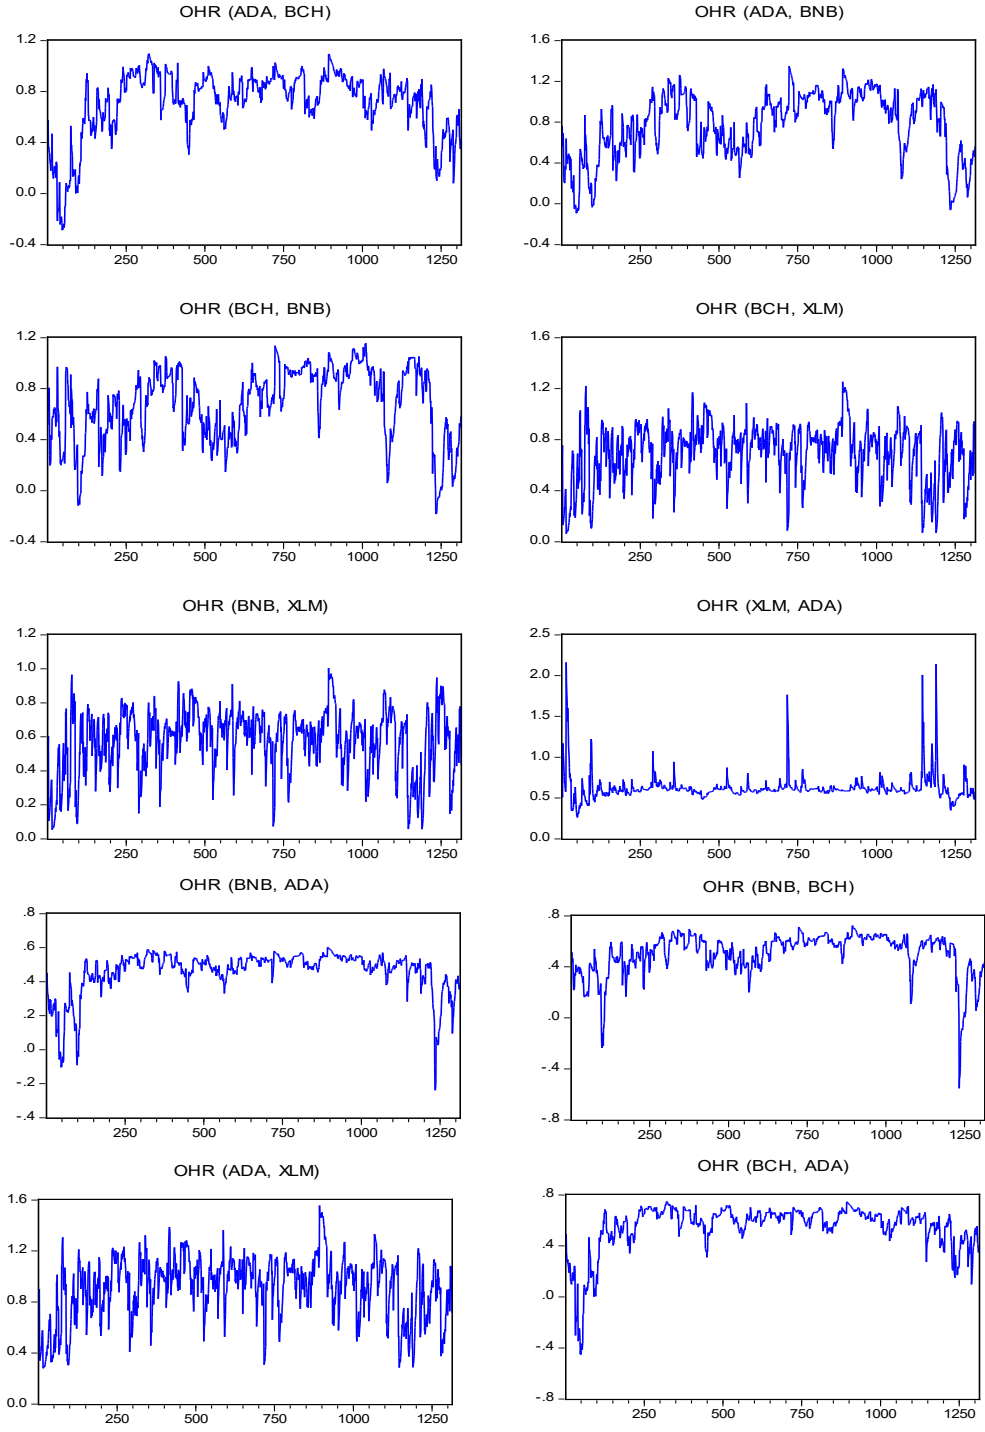 OHR (ADA, BCH)
1.2
0.8
0.4
0.0
-0.4
250 500 750 1000 1250
OHR (ADA, BNB)
1.6
1.2
0.8
0.4
0.0
-0.4
250 500 750 1000 1250
OHR (BCH, BNB)
1.2
0.8
0.4
0.0
-0.4
250 500 750 1000 1250
OHR (BCH, XLM)
1.6
1.2
0.8
0.4
0.0
250 500 750 1000 1250
OHR (BNB, XLM)
1.2
1.0
0.8
0.6
0.4
0.2
0.0
250 500 750 1000 1250
OHR (XLM, ADA)
2.5
2.0
1.5
1.0
0.5
0.0
250 500 750 1000 1250
OHR (BNB, ADA)
.8
.6
.4
.2
.0
-.2
-.4
250 500 750 1000 1250
OHR (BNB, BCH)
.8
.4
.0
-.4
-.8
250 500 750 1000 1250
OHR (ADA, XLM)
1.6
1.2
0.8
0.4
0.0
250 500 750 1000 1250
OHR (BCH, ADA)
.8
.4
.0
-.4
-.8
250 500 750 1000 1250